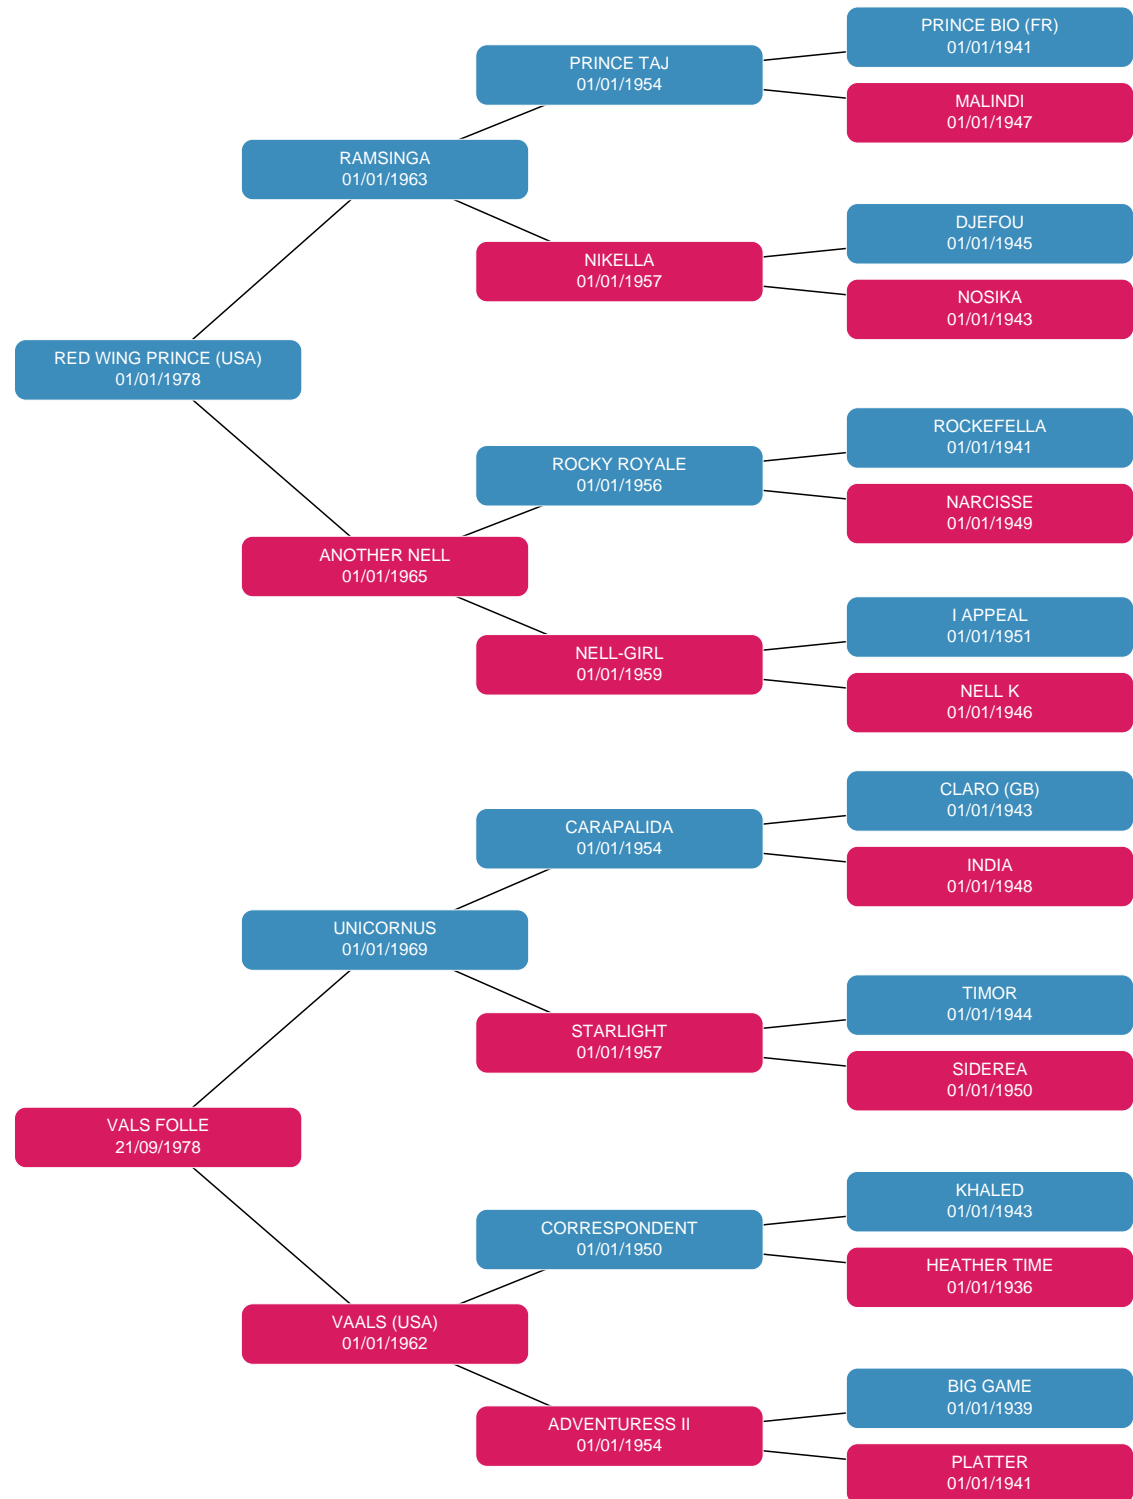 PRINCE BIO (FR)
01/01/1941
PRINCE TAJ
01/01/1954
MALINDI
01/01/1947
RAMSINGA
01/01/1963
DJEFOU
01/01/1945
NIKELLA
01/01/1957
NOSIKA
01/01/1943
RED WING PRINCE (USA)
01/01/1978
ROCKEFELLA
01/01/1941
ROCKY ROYALE
01/01/1956
NARCISSE
01/01/1949
ANOTHER NELL
01/01/1965
I APPEAL
01/01/1951
NELL-GIRL
01/01/1959
NELL K
01/01/1946
CLARO (GB)
01/01/1943
CARAPALIDA
01/01/1954
INDIA
01/01/1948
UNICORNUS
01/01/1969
TIMOR
01/01/1944
STARLIGHT
01/01/1957
SIDEREA
01/01/1950
VALS FOLLE
21/09/1978
KHALED
01/01/1943
CORRESPONDENT
01/01/1950
HEATHER TIME
01/01/1936
VAALS (USA)
01/01/1962
BIG GAME
01/01/1939
ADVENTURESS II
01/01/1954
PLATTER
01/01/1941